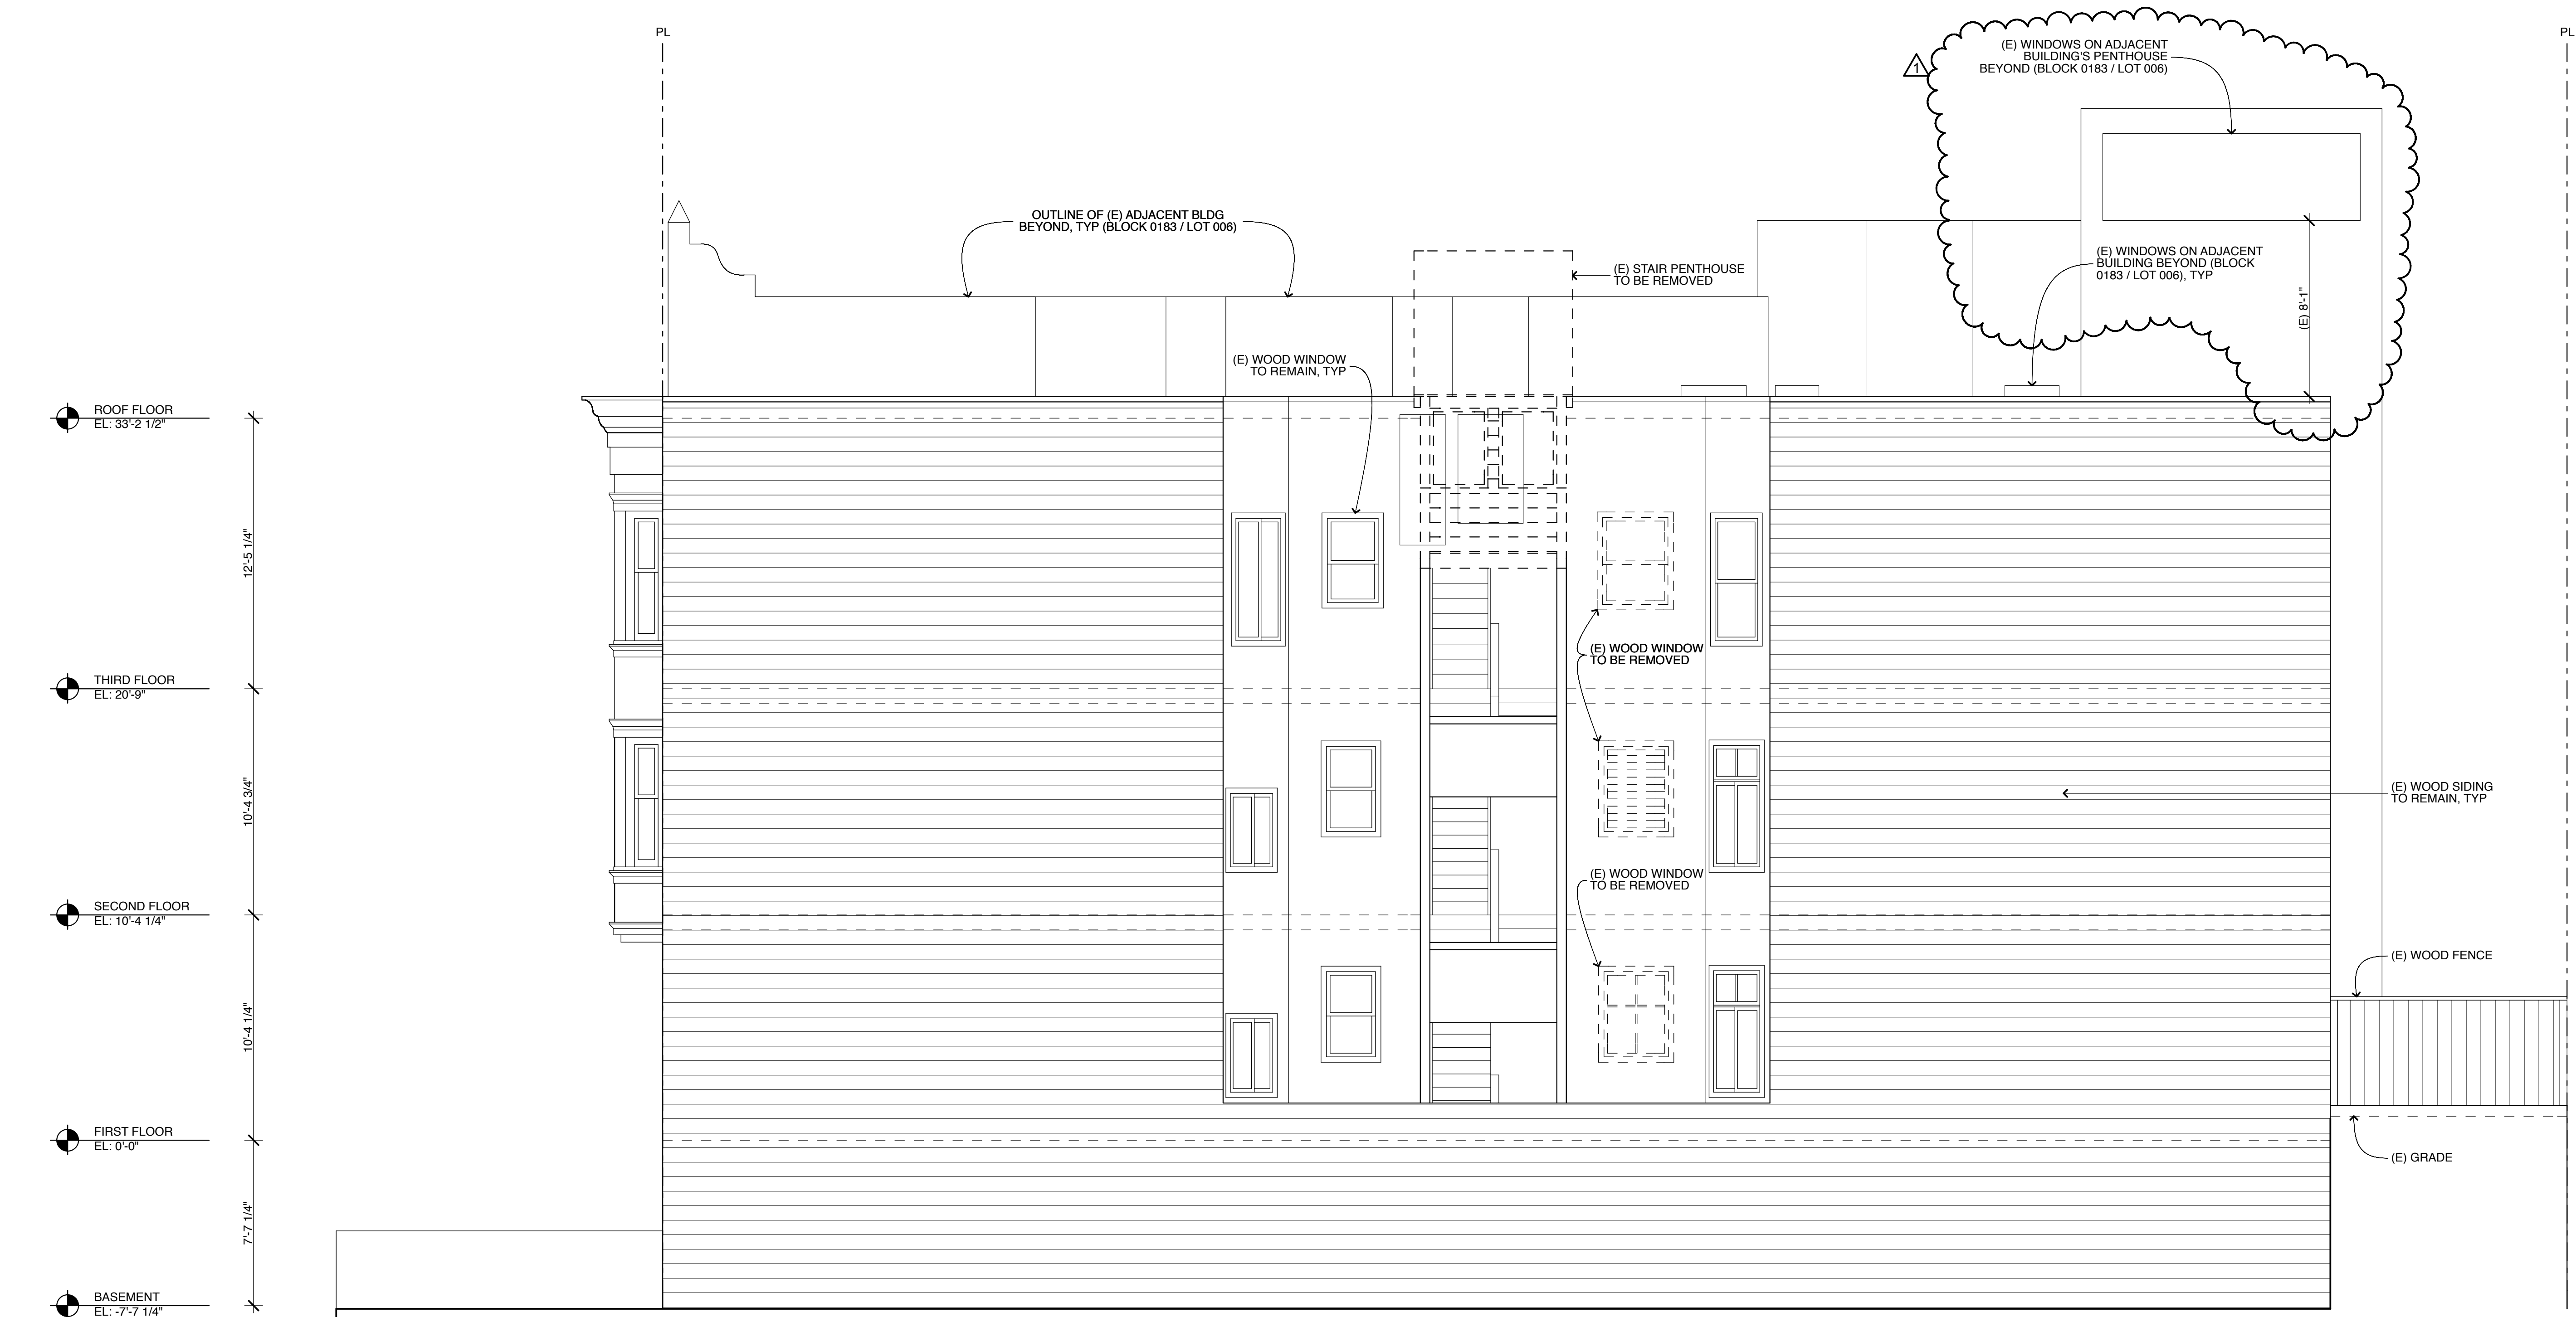 PL
PL
1
(E) WINDOWS ON ADJACENT
BUILDING'S PENTHOUSE
BEYOND (BLOCK 0183 / LOT 006)
OUTLINE OF (E) ADJACENT BLDG
BEYOND, TYP (BLOCK 0183 / LOT 006)
(E) STAIR PENTHOUSE
TO BE REMOVED
(E) WINDOWS ON ADJACENT
BUILDING BEYOND (BLOCK
0183 / LOT 006), TYP
(E) 8'-1"
(E) WOOD WINDOW
TO REMAIN, TYP
ROOF FLOOR
EL: 33'-2 1/2"
12'-5 1/4"
(E) WOOD WINDOW
TO BE REMOVED
THIRD FLOOR
EL: 20'-9"
10'-4 3/4"
(E) WOOD SIDING
TO REMAIN, TYP
(E) WOOD WINDOW
TO BE REMOVED
SECOND FLOOR
EL: 10'-4 1/4"
(E) WOOD FENCE
10'-4 1/4"
FIRST FLOOR
EL: 0'-0"
(E) GRADE
7'-7 1/4"
BASEMENT
EL: -7'-7 1/4"